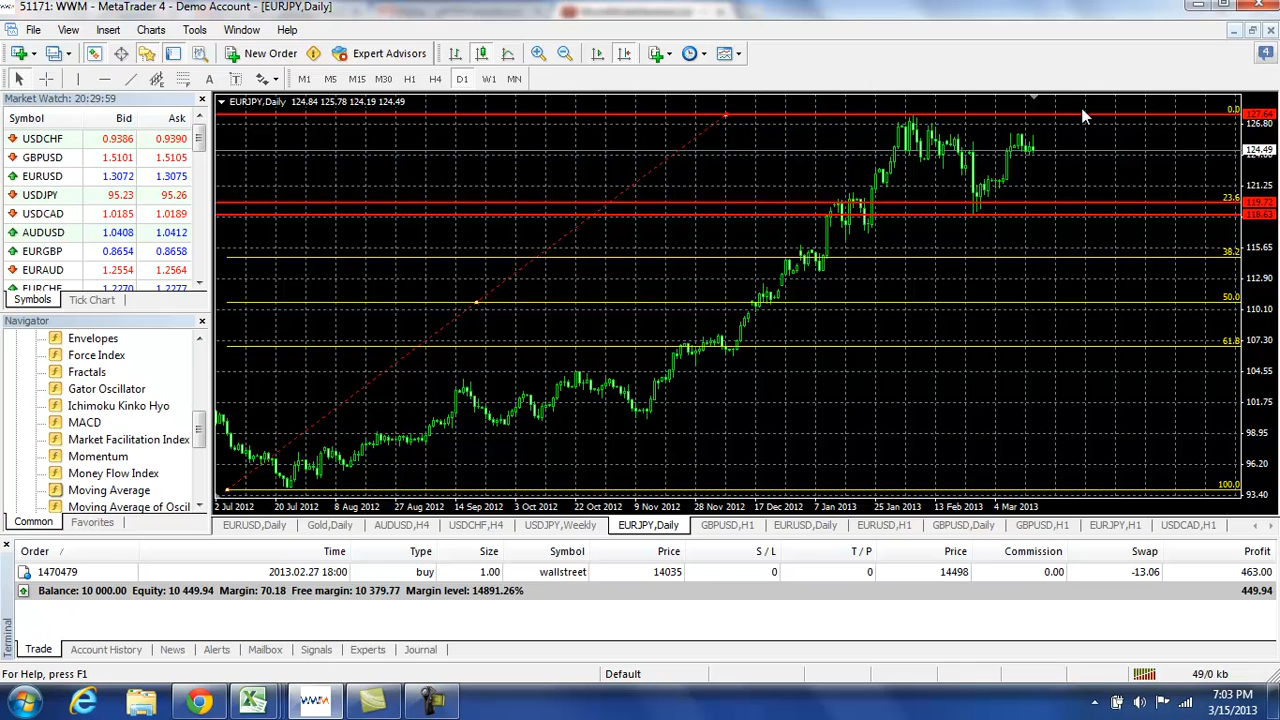 51171: WWM - MetaTrader 4 - Demo Account - [EURJPY,Daily]
File View Insert Charts Tools Window Help
New Order Expert Advisors
A T M1 M5 M15 M30 H1 H4 D1 W1 MN
Market Watch: 20:29:59
Symbol Bid Ask
USDCHF 0.9386 0.9390
GBPUSD 1.5101 1.5105
EURUSD 1.3072 1.3075
USDJPY 95.23 95.26
USDCAD 1.0185 1.0189
AUDUSD 1.0408 1.0412
EURGBP 0.8654 0.8658
EURAUD 1.2554 1.2564
EURCHF 1.2270 1.2277
Symbols Tick Chart
Navigator
Envelopes
Force Index
Fractals
Gator Oscillator
Ichimoku Kinko Hyo
MACD
Market Facilitation Index
Momentum
Money Flow Index
Moving Average
Moving Average of Oscil
Common Favorites
EURJPY,Daily 124.84 125.78 124.19 124.49
0.0
23.6
38.2
50.0
61.8
100.0
127.64
126.80
124.49
121.25
119.72
118.63
115.65
112.90
110.10
107.30
104.55
101.75
98.95
96.20
93.40
2 Jul 2012 20 Jul 2012 8 Aug 2012 27 Aug 2012 14 Sep 2012 3 Oct 2012 22 Oct 2012 9 Nov 2012 28 Nov 2012 17 Dec 2012 7 Jan 2013 25 Jan 2013 13 Feb 2013 4 Mar 2013
EURUSD,Daily Gold,Daily AUDUSD,H4 USDCHF,H4 USDJPY,Weekly EURJPY,Daily GBPUSD,H1 EURUSD,Daily EURUSD,H1 GBPUSD,Daily GBPUSD,H1 EURJPY,H1 USDCAD,H1
Order / Time Type Size Symbol Price S / L T / P Price Commission Swap Profit
1470479 2013.02.27 18:00 buy 1.00 wallstreet 14035 0 0 14498 0.00 -13.06 463.00
Balance: 10 000.00 Equity: 10 449.94 Margin: 70.18 Free margin: 10 379.77 Margin level: 14891.26% 449.94
Terminal
Trade Account History News Alerts Mailbox Signals Experts Journal
For Help, press F1 Default 49/0 kb
WWM
7:03 PM
3/15/2013